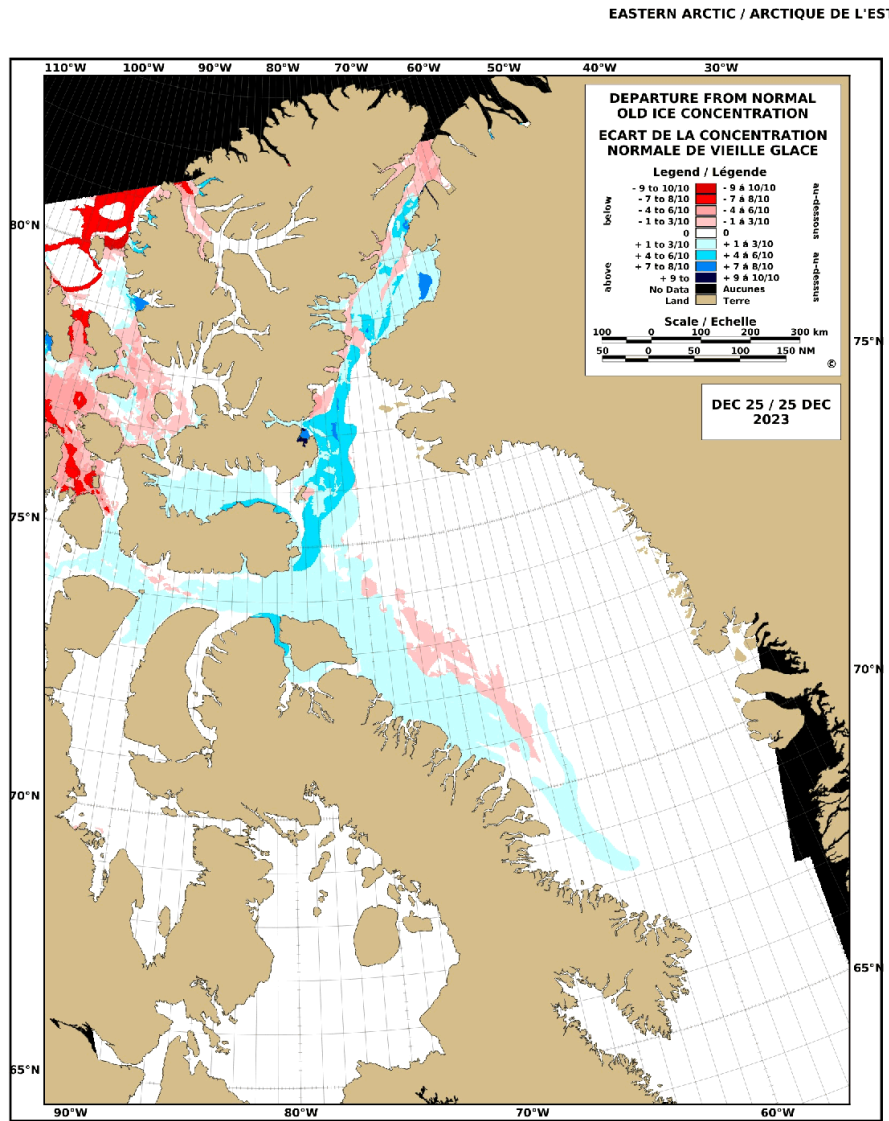 EASTERN ARCTIC / ARCTIQUE DE L'EST
110°W 100°W 90°W 80°W 70°W 60°W 50°W 40°W 30°W
DEPARTURE FROM NORMAL
OLD ICE CONCENTRATION
ECART DE LA CONCENTRATION
NORMALE DE VIEILLE GLACE
Legend / Légende
below
above
- 9 to 10/10 - 9 á 10/10
- 7 to 8/10 - 7 á 8/10
- 4 to 6/10 - 4 á 6/10
- 1 to 3/10 - 1 á 3/10
0 0
+ 1 to 3/10 + 1 á 3/10
+ 4 to 6/10 + 4 á 6/10
+ 7 to 8/10 + 7 á 8/10
+ 9 to + 9 á 10/10
No Data Aucunes
Land Terre
au-dessous
au-dessus
Scale / Echelle
100 0 100 200 300 km
50 0 50 100 150 NM
©
DEC 25 / 25 DEC
2023
80°N
75°N
75°N
70°N
70°N
65°N
65°N
90°W 80°W 70°W 60°W